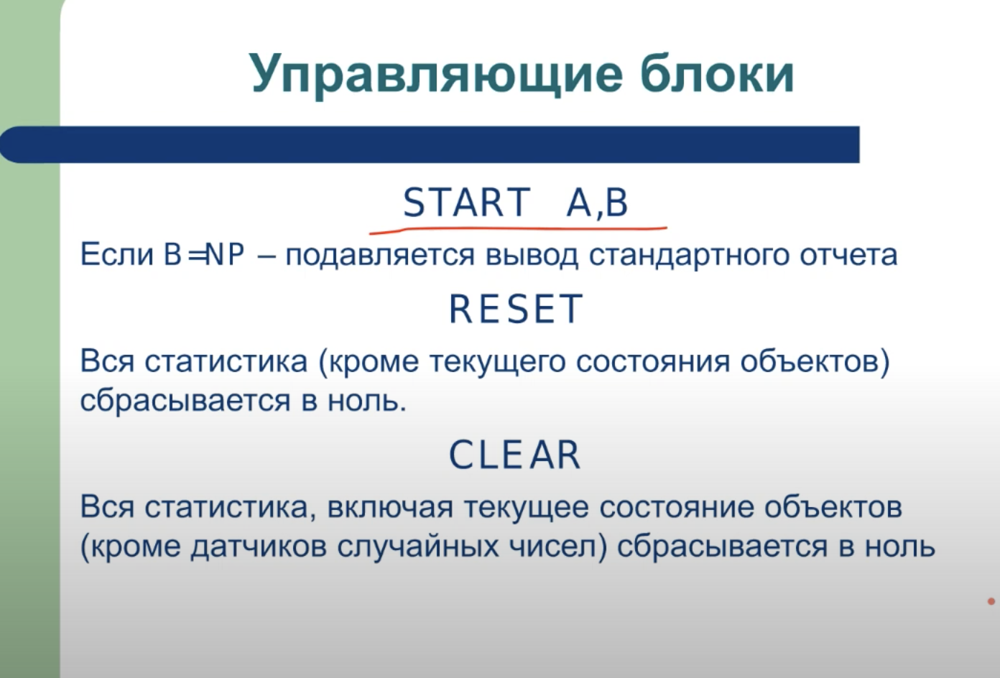 Управляющие блоки
START A,B
Если B=NP – подавляется вывод стандартного отчета
RESET
Вся статистика (кроме текущего состояния объектов)
сбрасывается в ноль.
CLEAR
Вся статистика, включая текущее состояние объектов
(кроме датчиков случайных чисел) сбрасывается в ноль